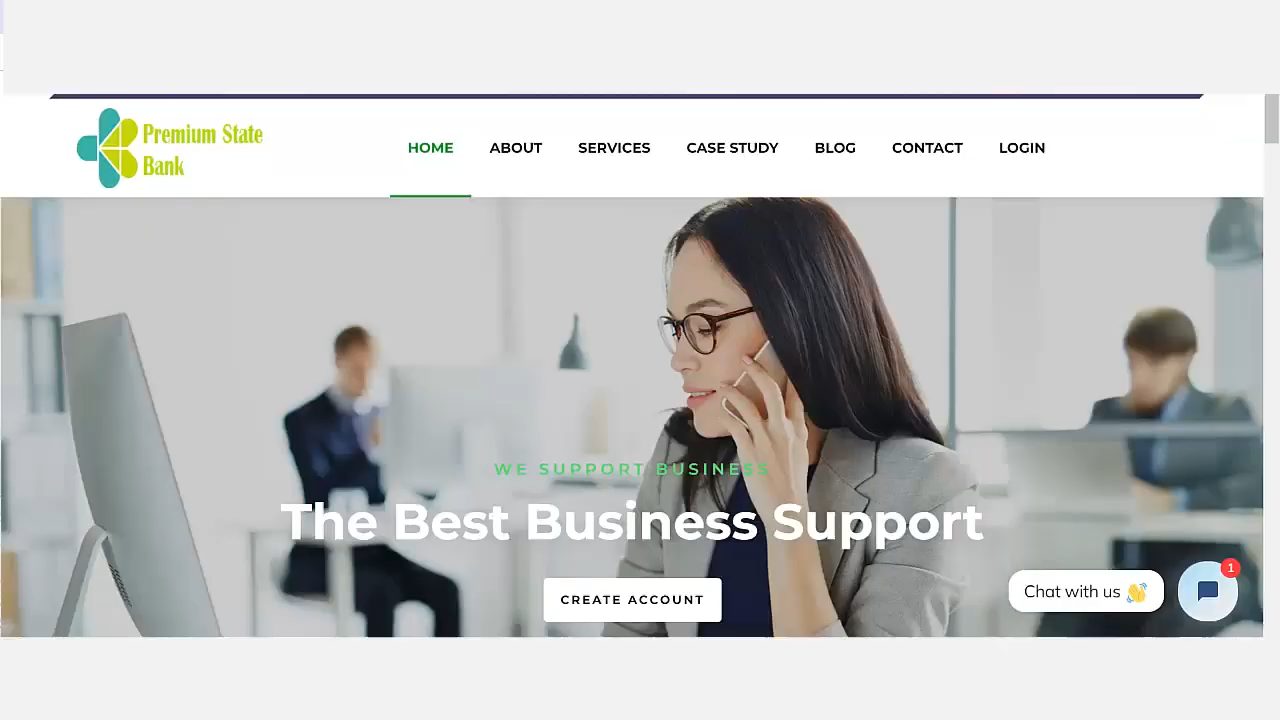 Premium State
Bank
HOME ABOUT SERVICES CASE STUDY BLOG CONTACT LOGIN
WE SUPPORT BUSINESS
The Best Business Support
CREATE ACCOUNT
Chat with us 👋
1